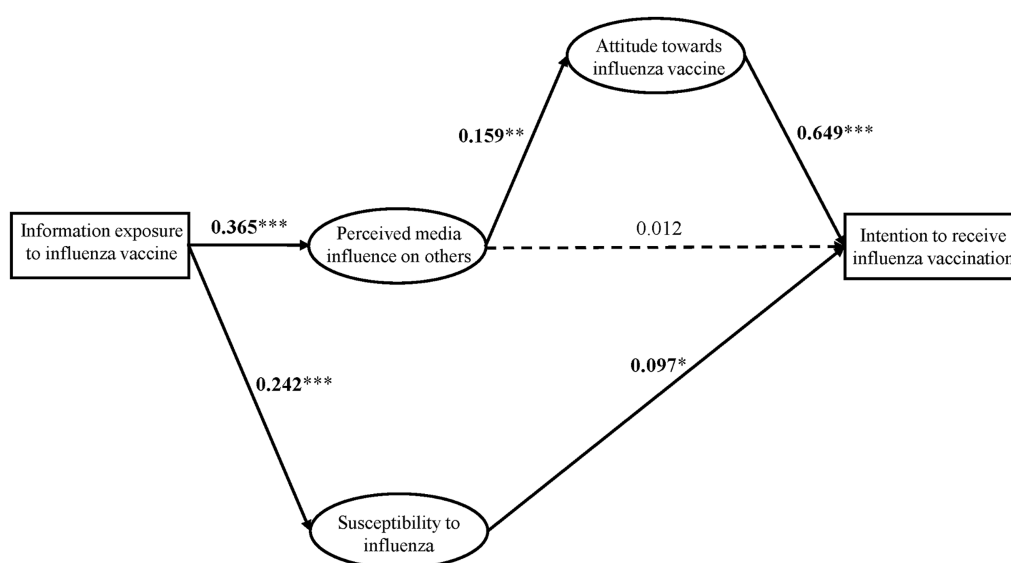 Attitude towards
influenza vaccine
0.159**
0.649***
Information exposure
to influenza vaccine
0.365***
Perceived media
influence on others
0.012
Intention to receive
influenza vaccination
0.242***
0.097*
Susceptibility to
influenza